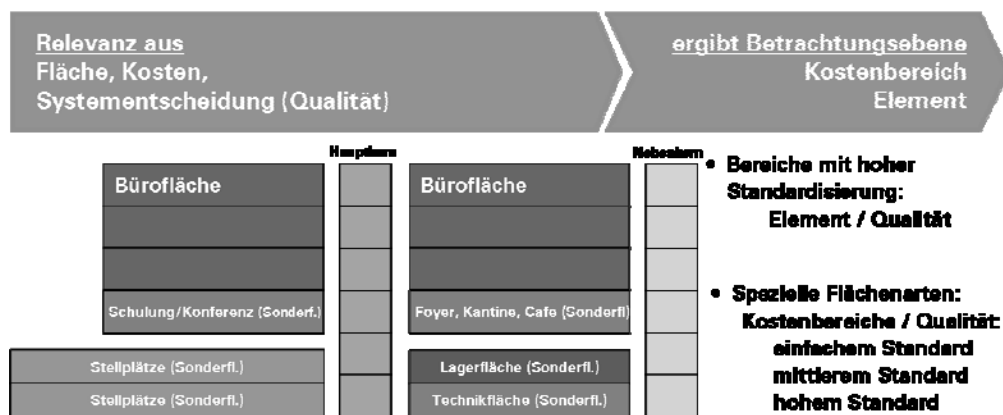 Relevanz aus
Fläche, Kosten,
Systementscheidung (Qualität)
ergibt Betrachtungsebene
Kostenbereich
Element
Hauptkern
Nebenkern
Bürofläche
Bürofläche
Schulung/Konferenz (Sonderf.)
Foyer, Kantine, Cafe (Sonderfl)
Stellplätze (Sonderfl.)
Lagerfläche (Sonderfl.)
Stellplätze (Sonderfl.)
Technikfläche (Sonderfl.)
• Bereiche mit hoher
Standardisierung:
Element / Qualität
• Spezielle Flächenarten:
Kostenbereiche / Qualität:
einfachem Standard
mittlerem Standard
hohem Standard